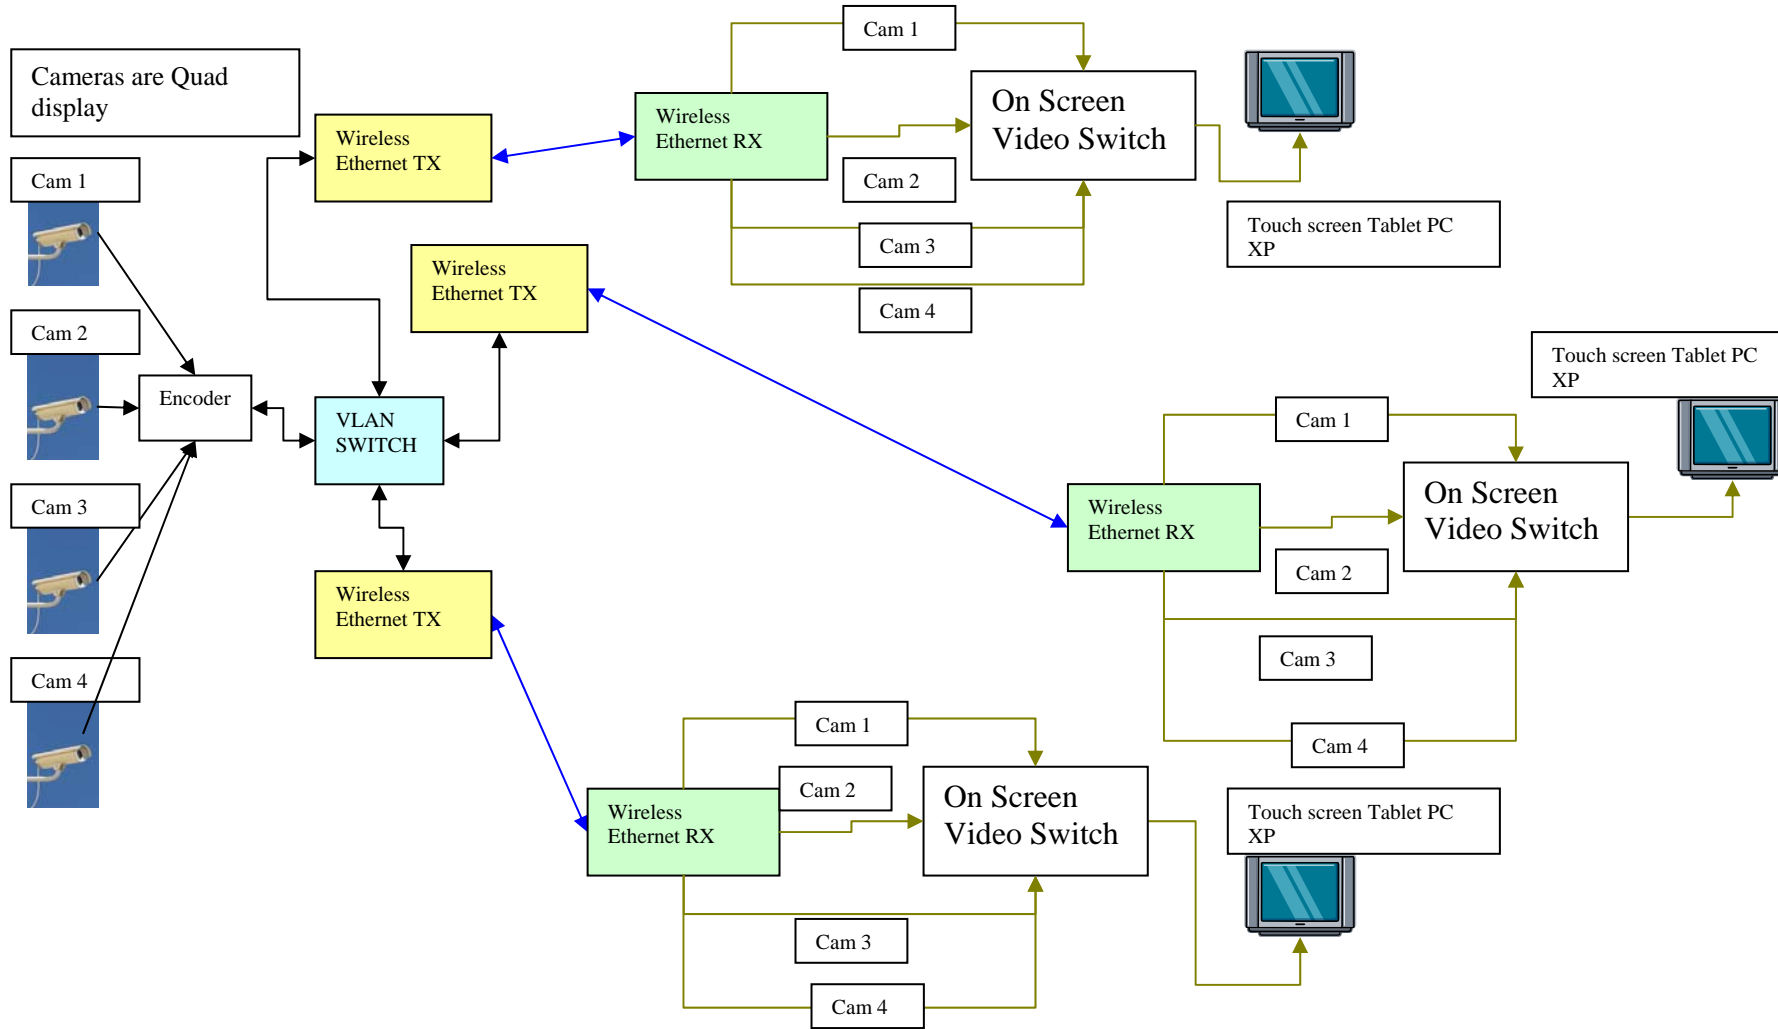 Cameras are Quad
display
Cam 1
Cam 2
Cam 3
Cam 4
Encoder
VLAN
SWITCH
Wireless
Ethernet TX
Wireless
Ethernet TX
Wireless
Ethernet TX
Wireless
Ethernet RX
Cam 1
Cam 2
Cam 3
Cam 4
On Screen
Video Switch
Touch screen Tablet PC
XP
Wireless
Ethernet RX
Cam 1
Cam 2
Cam 3
Cam 4
On Screen
Video Switch
Touch screen Tablet PC
XP
Wireless
Ethernet RX
Cam 1
Cam 2
Cam 3
Cam 4
On Screen
Video Switch
Touch screen Tablet PC
XP